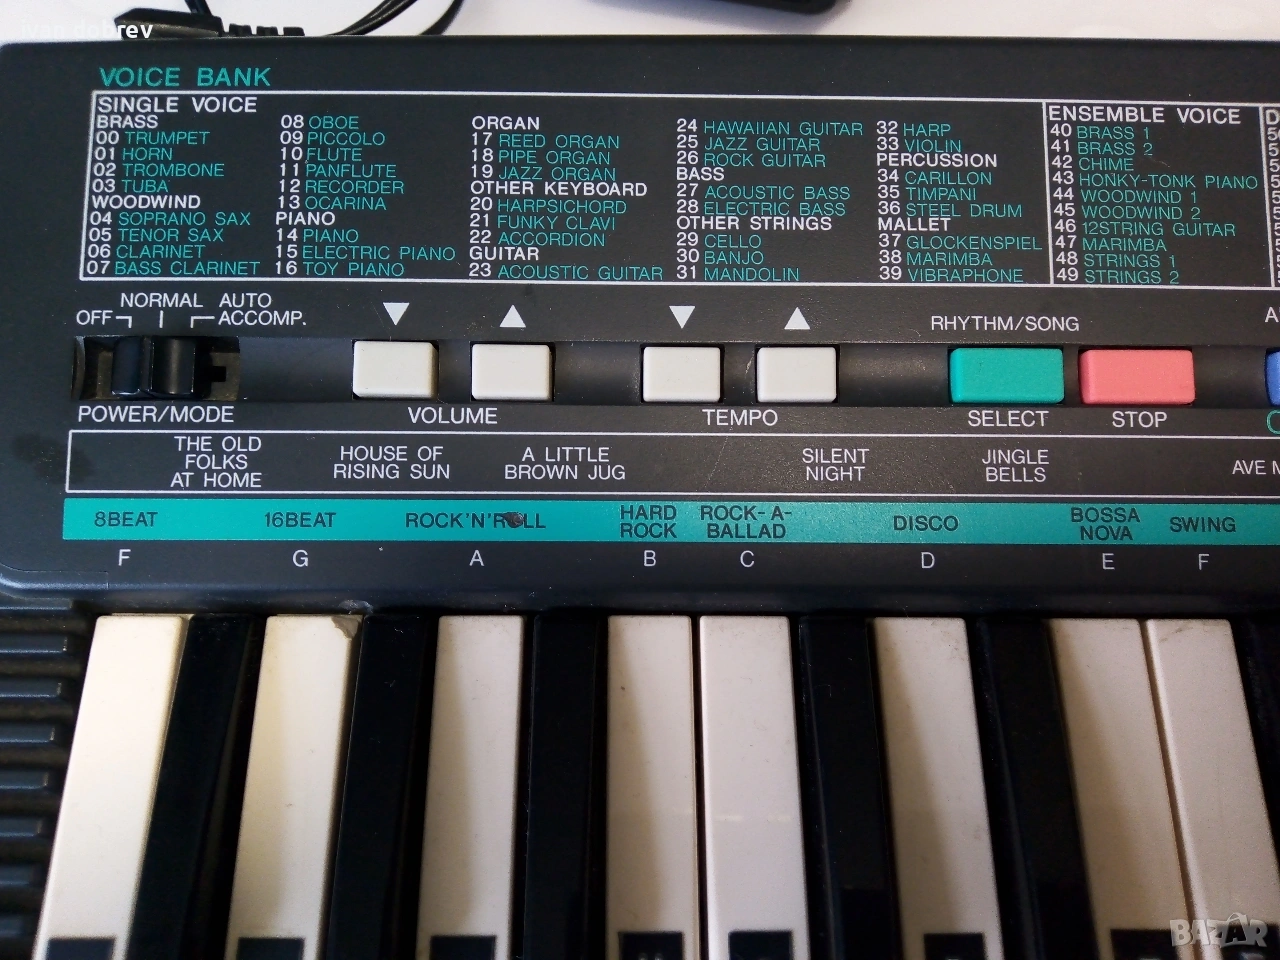 ivan dobrev
VOICE BANK
SINGLE VOICE
BRASS
00 TRUMPET
01 HORN
02 TROMBONE
03 TUBA
WOODWIND
04 SOPRANO SAX
05 TENOR SAX
06 CLARINET
07 BASS CLARINET
08 OBOE
09 PICCOLO
10 FLUTE
11 PANFLUTE
12 RECORDER
13 OCARINA
PIANO
14 PIANO
15 ELECTRIC PIANO
16 TOY PIANO
ORGAN
17 REED ORGAN
18 PIPE ORGAN
19 JAZZ ORGAN
OTHER KEYBOARD
20 HARPSICHORD
21 FUNKY CLAVI
22 ACCORDION
GUITAR
23 ACOUSTIC GUITAR
24 HAWAIIAN GUITAR
25 JAZZ GUITAR
26 ROCK GUITAR
BASS
27 ACOUSTIC BASS
28 ELECTRIC BASS
OTHER STRINGS
29 CELLO
30 BANJO
31 MANDOLIN
32 HARP
33 VIOLIN
PERCUSSION
34 CARILLON
35 TIMPANI
36 STEEL DRUM
MALLET
37 GLOCKENSPIEL
38 MARIMBA
39 VIBRAPHONE
ENSEMBLE VOICE
40 BRASS 1
41 BRASS 2
42 CHIME
43 HONKY-TONK PIANO
44 WOODWIND 1
45 WOODWIND 2
46 12STRING GUITAR
47 MARIMBA
48 STRINGS 1
49 STRINGS 2
NORMAL AUTO
OFF ACCOMP.
RHYTHM/SONG
POWER/MODE VOLUME TEMPO SELECT STOP
THE OLD
FOLKS
AT HOME
HOUSE OF
RISING SUN
A LITTLE
BROWN JUG
SILENT
NIGHT
JINGLE
BELLS
AVE
8BEAT
16BEAT
ROCK'N'ROLL
HARD
ROCK
ROCK-A-
BALLAD
DISCO
BOSSA
NOVA
SWING
F G A B C D E F
BAZAR